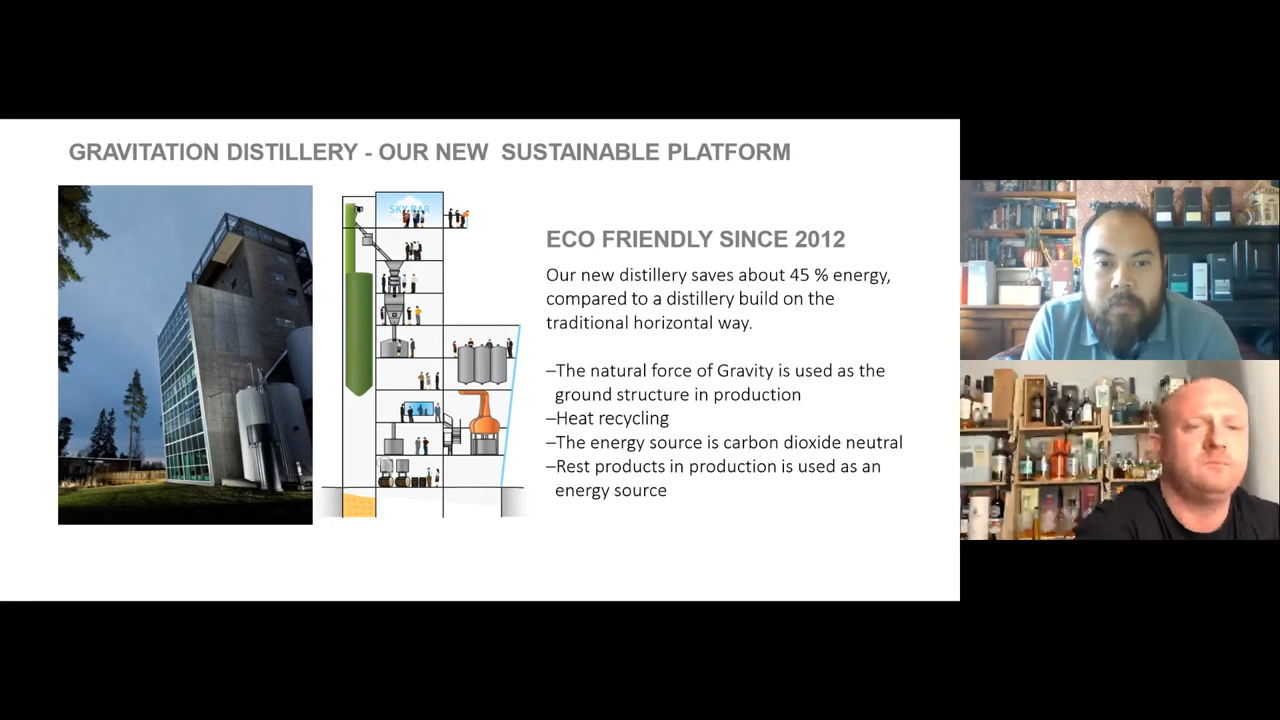 GRAVITATION DISTILLERY - OUR NEW SUSTAINABLE PLATFORM
SKY BAR
ECO FRIENDLY SINCE 2012
Our new distillery saves about 45 % energy,
compared to a distillery build on the
traditional horizontal way.
–The natural force of Gravity is used as the
ground structure in production
–Heat recycling
–The energy source is carbon dioxide neutral
–Rest products in production is used as an
energy source